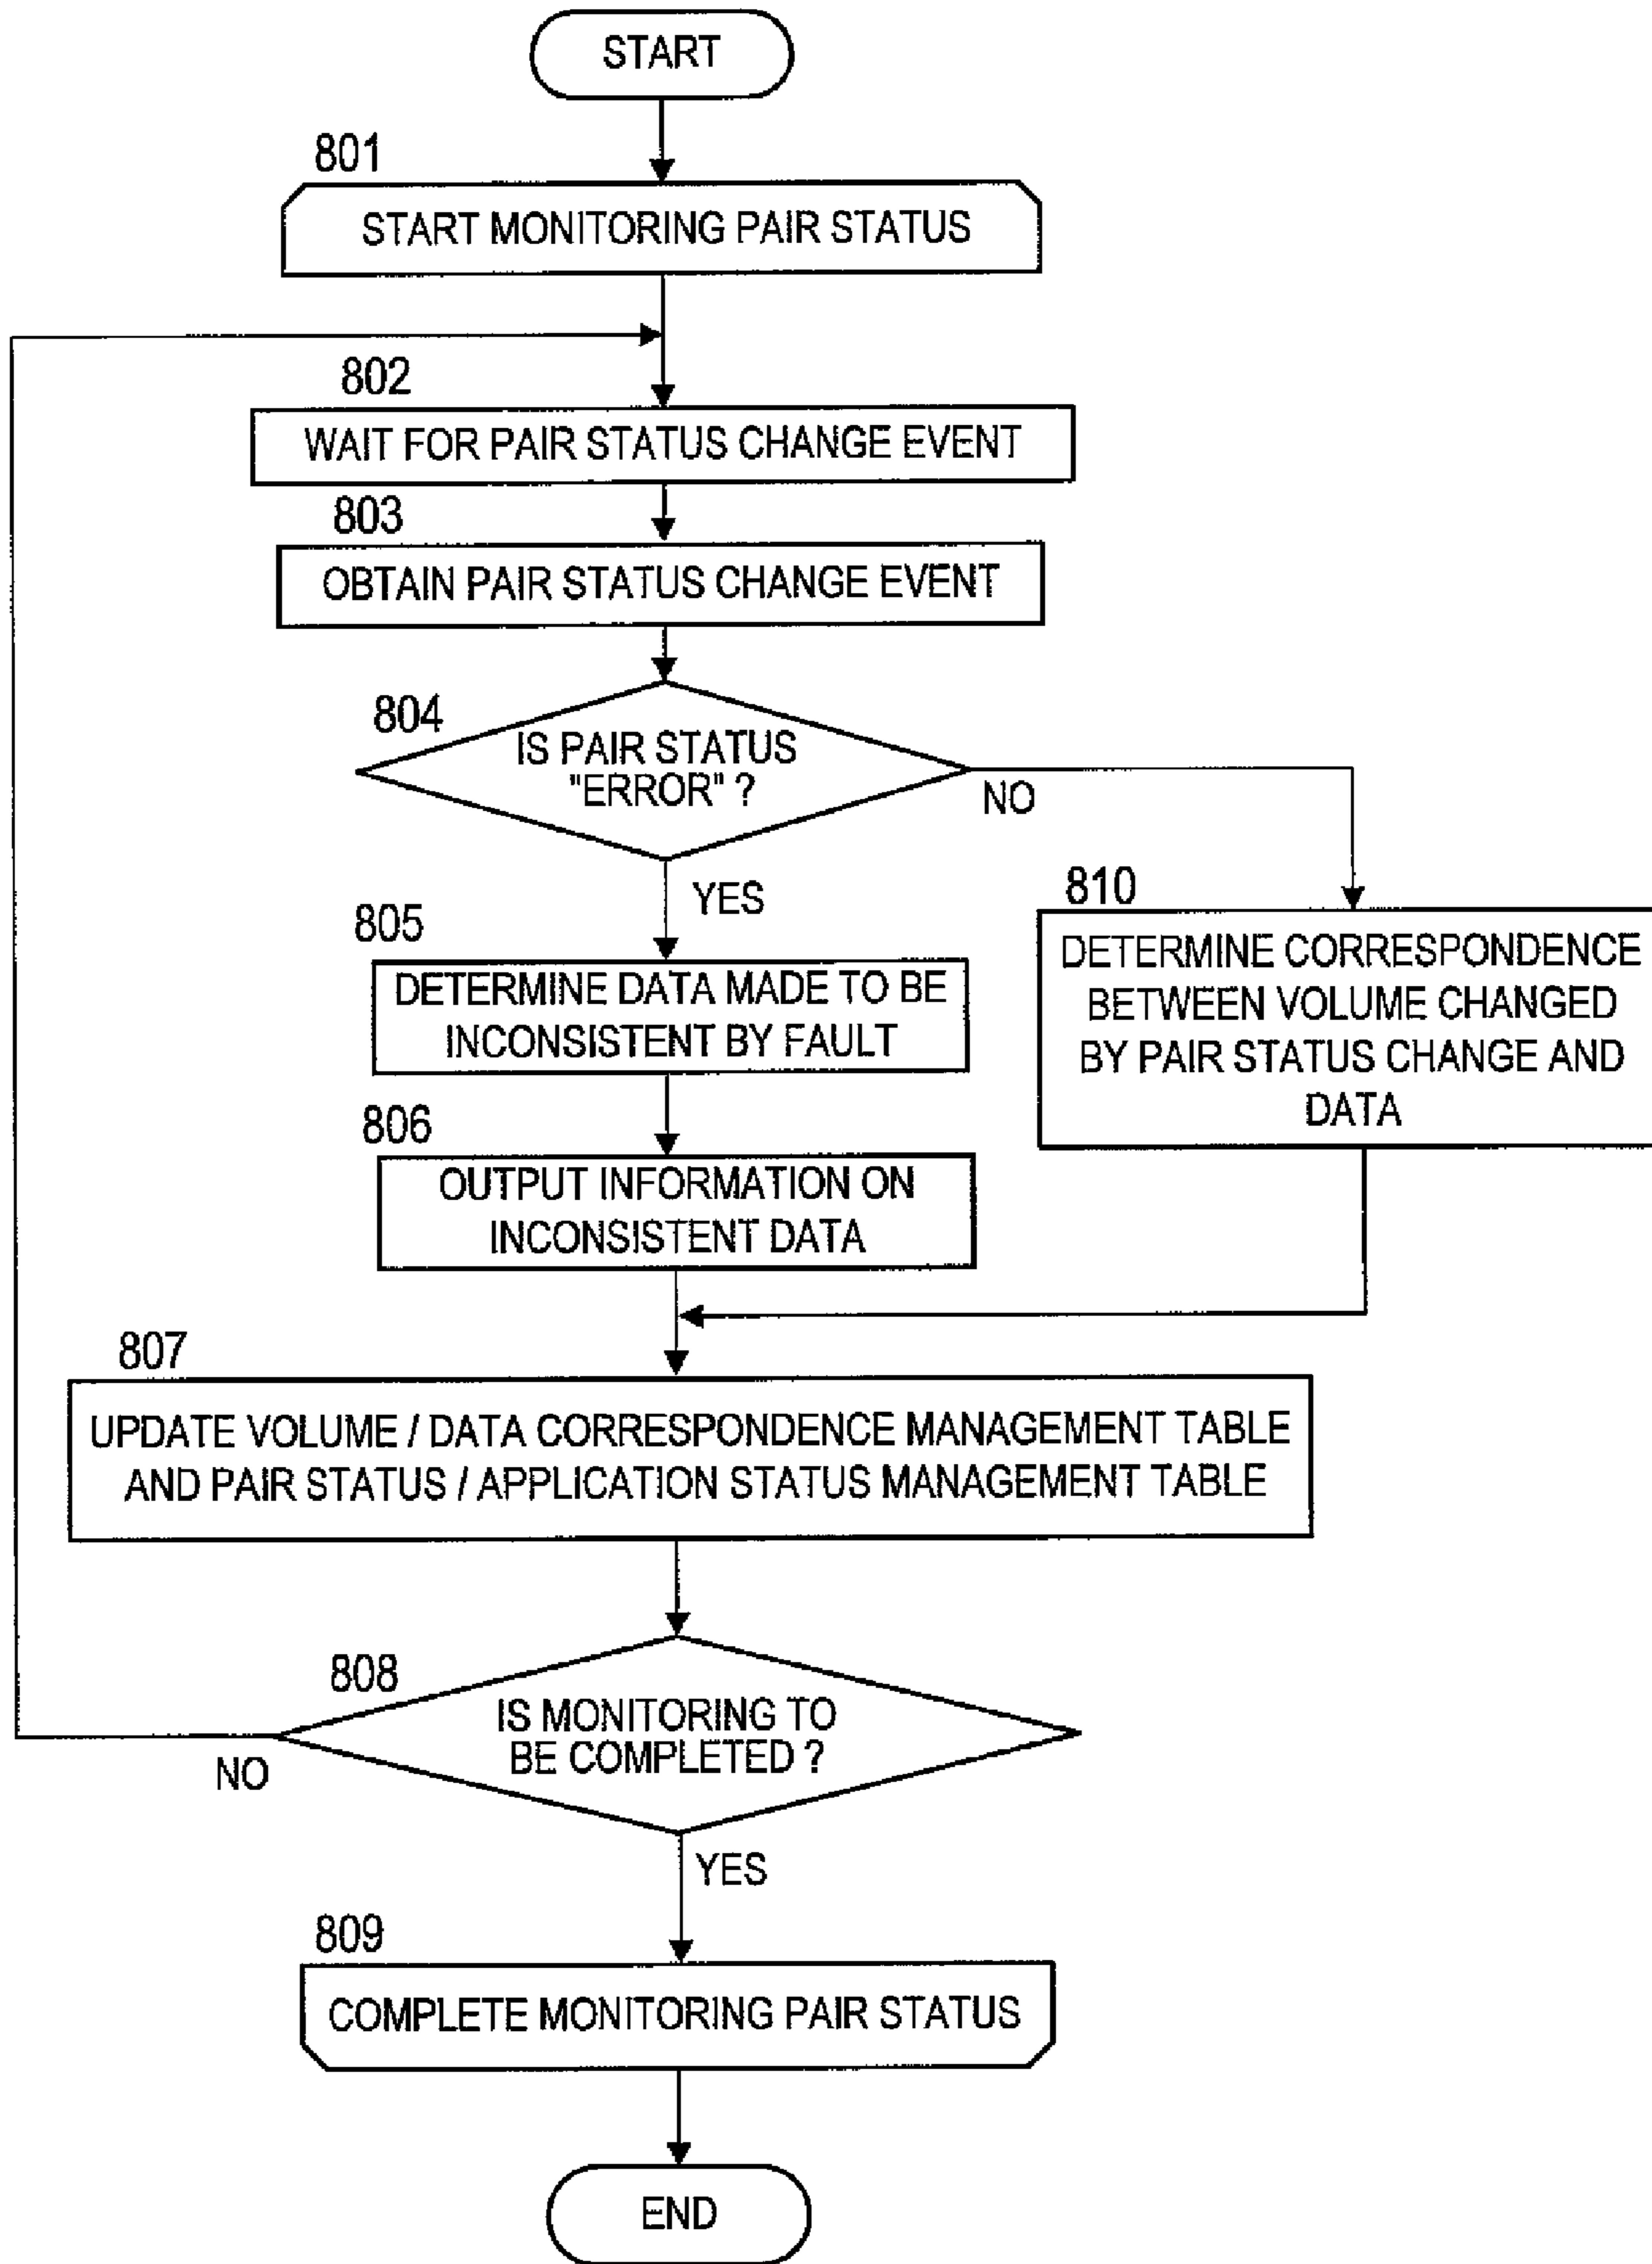 START
801
START MONITORING PAIR STATUS
802
WAIT FOR PAIR STATUS CHANGE EVENT
803
OBTAIN PAIR STATUS CHANGE EVENT
804
IS PAIR STATUS
"ERROR" ?
NO
YES
805
DETERMINE DATA MADE TO BE
INCONSISTENT BY FAULT
810
DETERMINE CORRESPONDENCE
BETWEEN VOLUME CHANGED
BY PAIR STATUS CHANGE AND
DATA
806
OUTPUT INFORMATION ON
INCONSISTENT DATA
807
UPDATE VOLUME / DATA CORRESPONDENCE MANAGEMENT TABLE
AND PAIR STATUS / APPLICATION STATUS MANAGEMENT TABLE
808
IS MONITORING TO
BE COMPLETED ?
NO
YES
809
COMPLETE MONITORING PAIR STATUS
END